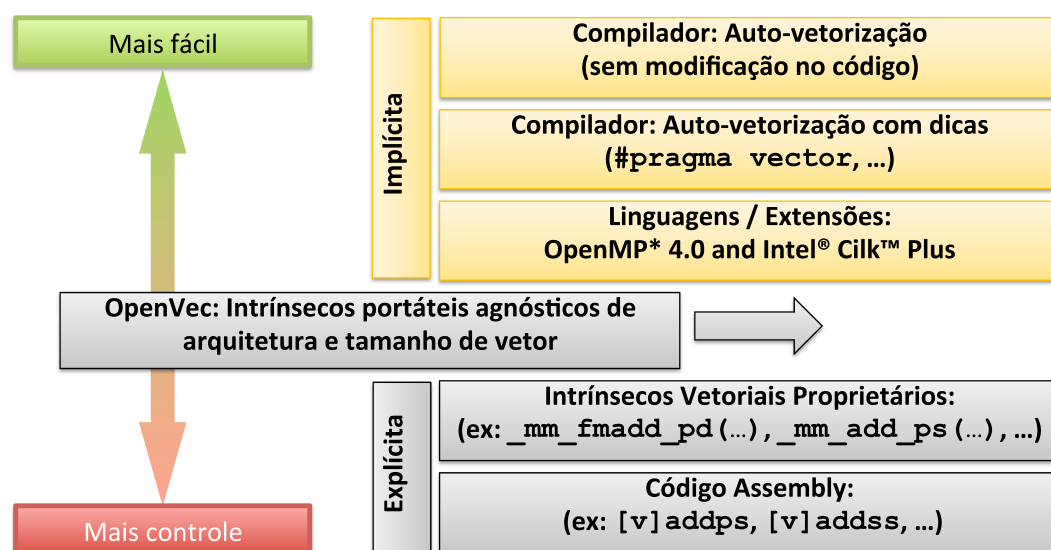 Mais fácil
Implícita
Compilador: Auto-vetorização
(sem modificação no código)
Compilador: Auto-vetorização com dicas
(#pragma vector, …)
Linguagens / Extensões:
OpenMP* 4.0 and Intel® Cilk™ Plus
OpenVec: Intrínsecos portáteis agnósticos de
arquitetura e tamanho de vetor
Explícita
Intrínsecos Vetoriais Proprietários:
(ex: _mm_fmadd_pd(…), _mm_add_ps(…), …)
Código Assembly:
(ex: [v]addps, [v]addss, …)
Mais controle